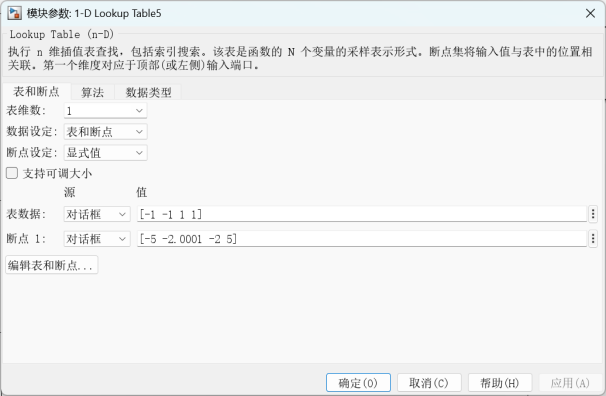 模块参数: 1-D Lookup Table5
Lookup Table (n-D)
执行 n 维插值表查找，包括索引搜索。该表是函数的 N 个变量的采样表示形式。断点集将输入值与表中的位置相
关联。第一个维度对应于顶部(或左侧)输入端口。
表和断点 算法 数据类型
表维数: 1
数据设定: 表和断点
断点设定: 显式值
支持可调大小
源 值
表数据: 对话框 [-1 -1 1 1]
断点 1: 对话框 [-5 -2.0001 -2 5]
编辑表和断点...
确定(O) 取消(C) 帮助(H) 应用(A)